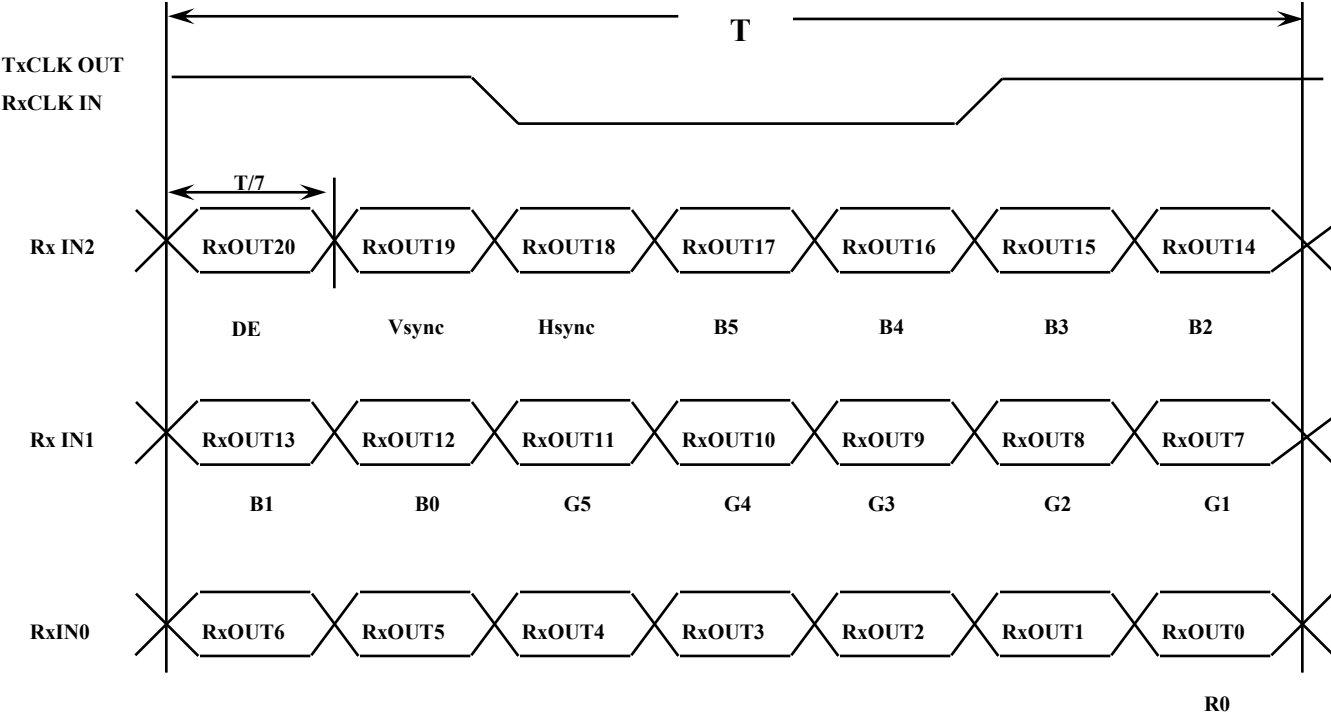 T
TxCLK OUT
RxCLK IN
T/7
Rx IN2 RxOUT20 RxOUT19 RxOUT18 RxOUT17 RxOUT16 RxOUT15 RxOUT14
DE Vsync Hsync B5 B4 B3 B2
Rx IN1 RxOUT13 RxOUT12 RxOUT11 RxOUT10 RxOUT9 RxOUT8 RxOUT7
B1 B0 G5 G4 G3 G2 G1
RxIN0 RxOUT6 RxOUT5 RxOUT4 RxOUT3 RxOUT2 RxOUT1 RxOUT0
R0